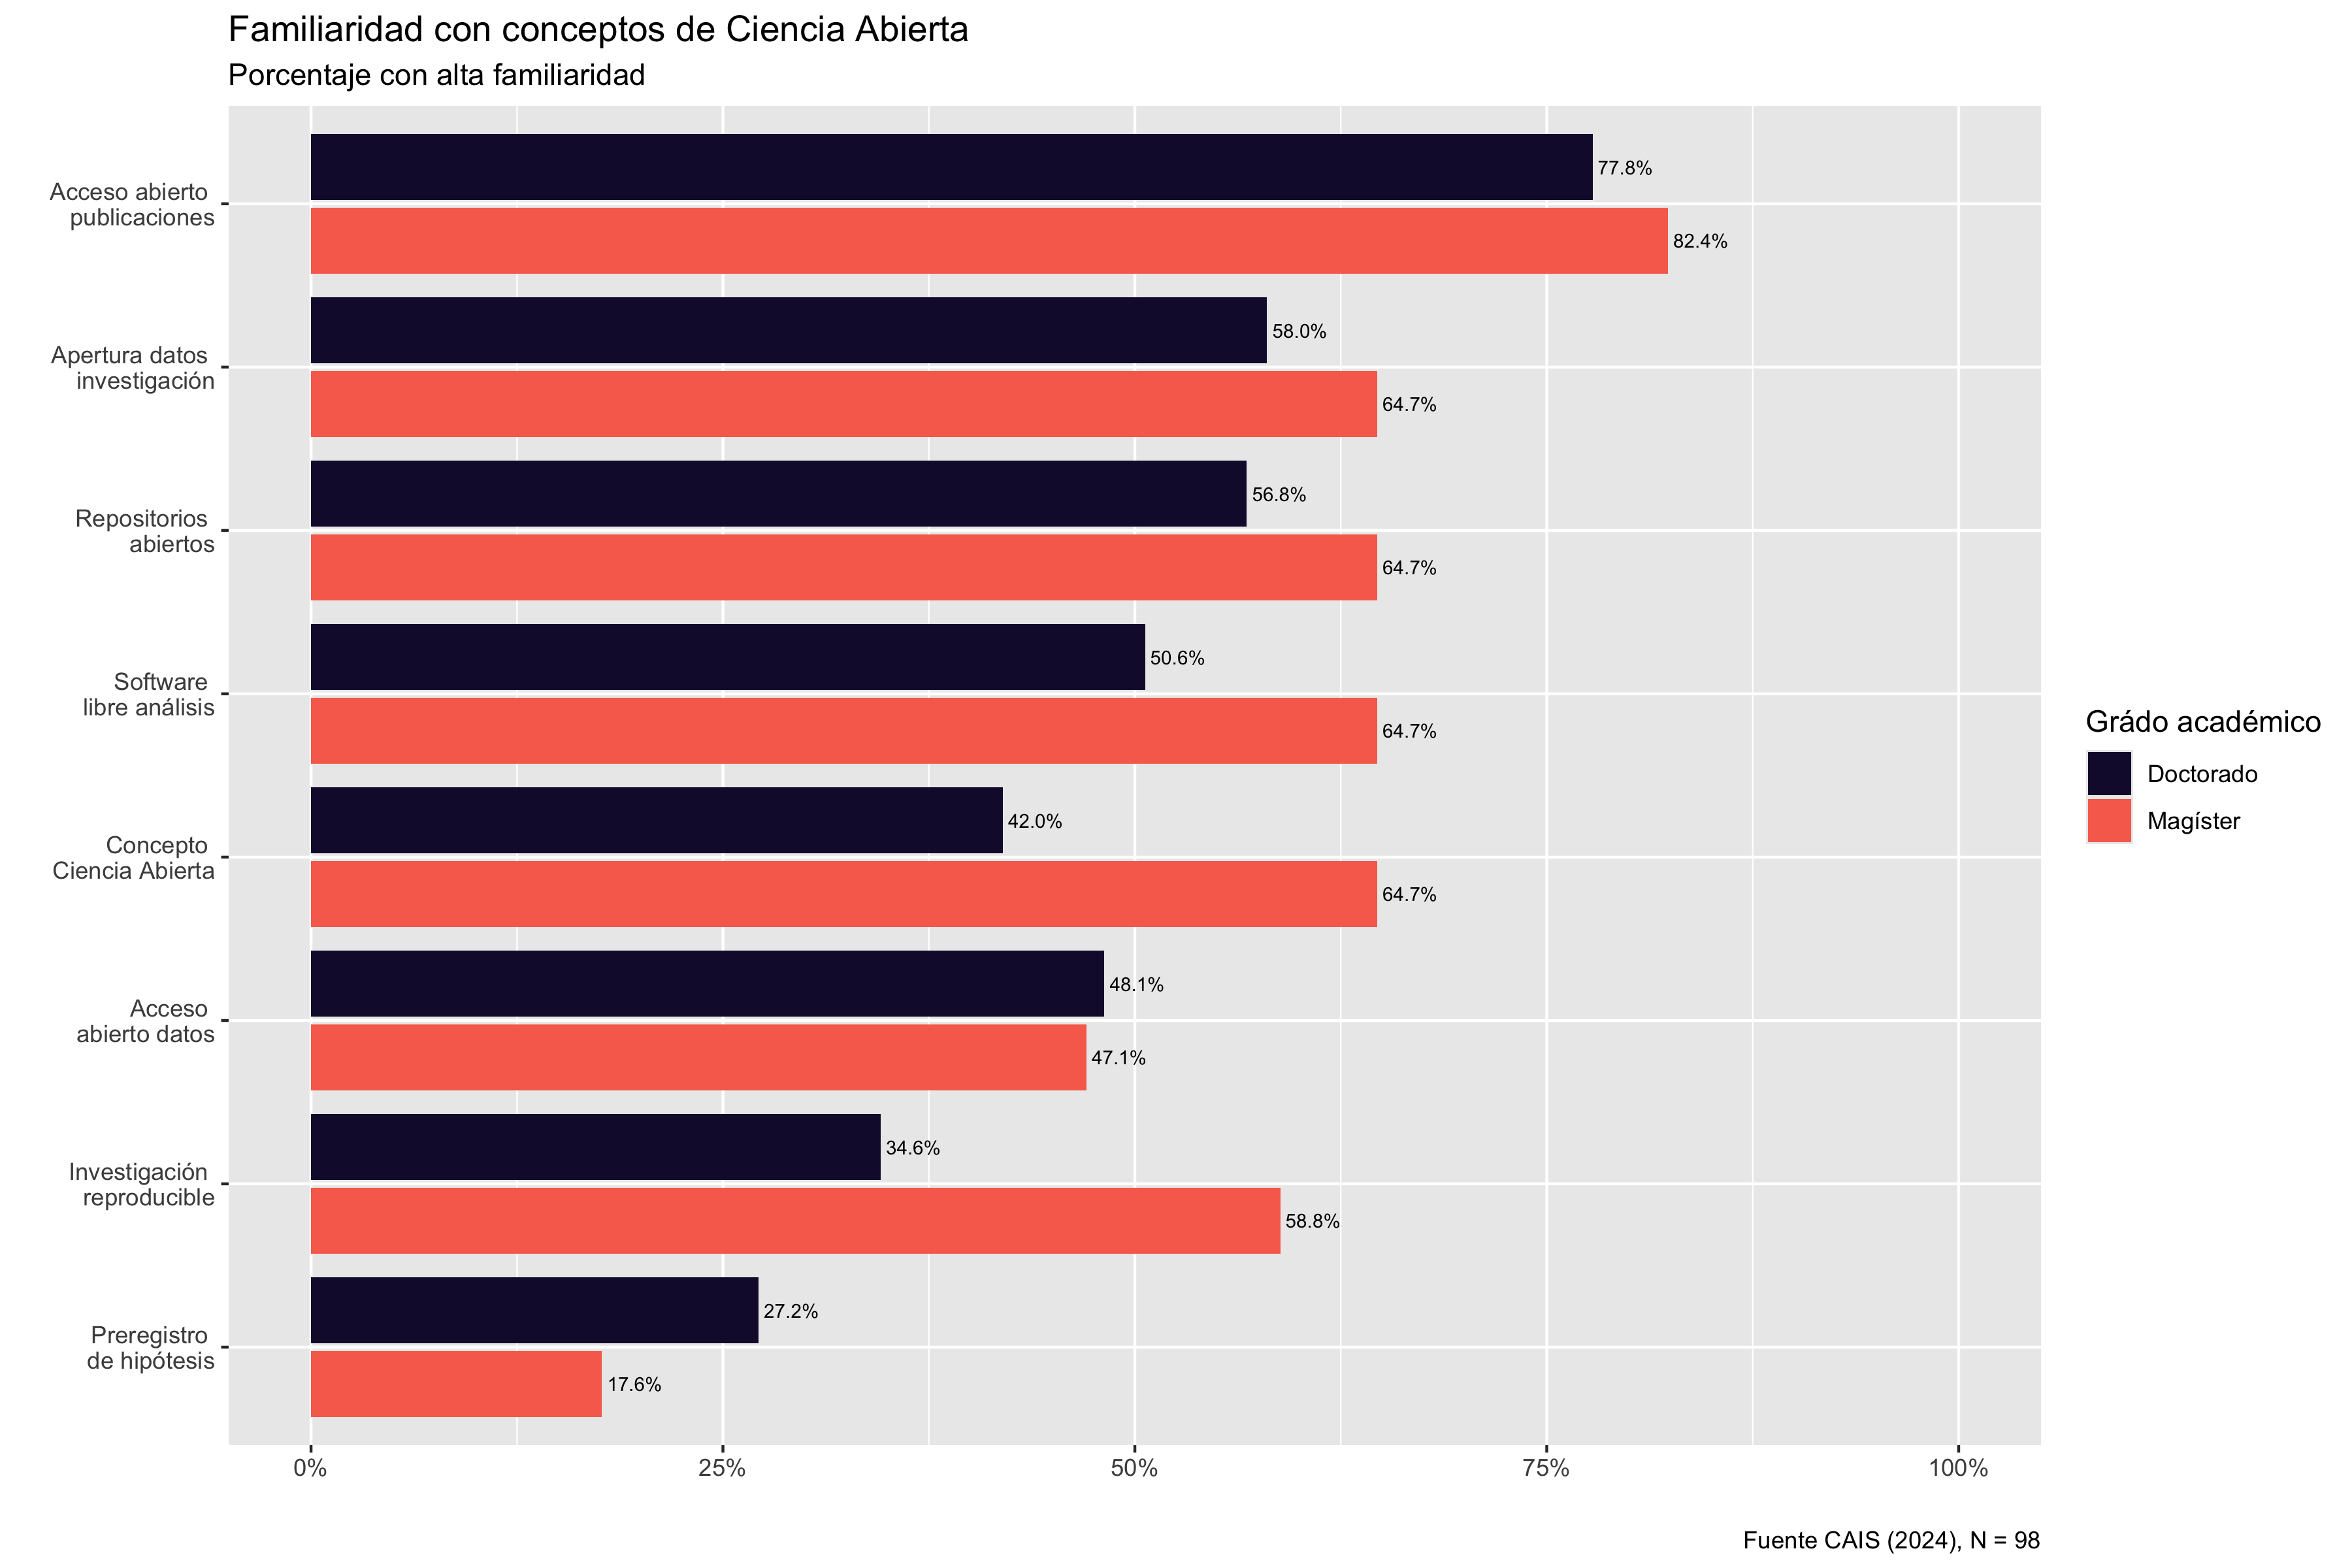 Familiaridad con conceptos de Ciencia Abierta
Porcentaje con alta familiaridad
Acceso abierto
publicaciones
77.8%
82.4%
Apertura datos
investigación
58.0%
64.7%
Repositorios
abiertos
56.8%
64.7%
Software
libre análisis
50.6%
64.7%
Concepto
Ciencia Abierta
42.0%
64.7%
Acceso
abierto datos
48.1%
47.1%
Investigación
reproducible
34.6%
58.8%
Preregistro
de hipótesis
27.2%
17.6%
0% 25% 50% 75% 100%
Grádo académico
Doctorado
Magíster
Fuente CAIS (2024), N = 98